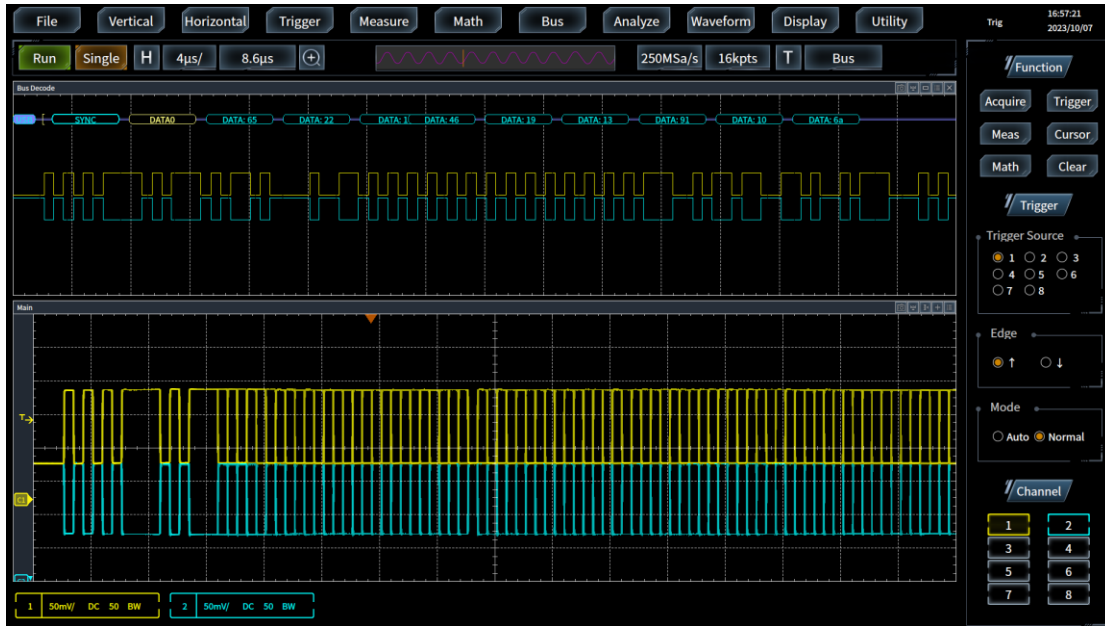 File Vertical Horizontal Trigger Measure Math Bus Analyze Waveform Display Utility Trig 16:57:21
2023/10/07
Run Single H 4μs/ 8.6μs 250MSa/s 16kpts T Bus
Function
Bus Decode
Acquire Trigger
SYNC DATA0 DATA: 65 DATA: 22 DATA: 1 DATA: 46 DATA: 19 DATA: 13 DATA: 91 DATA: 10 DATA: 6a
Meas Cursor
Math Clear
Trigger
Trigger Source
1 2 3
4 5 6
7 8
Main
Edge
↑ ↓
Mode
T
Auto Normal
C1
Channel
1 2
3 4
5 6
7 8
1 50mV/ DC 50 BW 2 50mV/ DC 50 BW